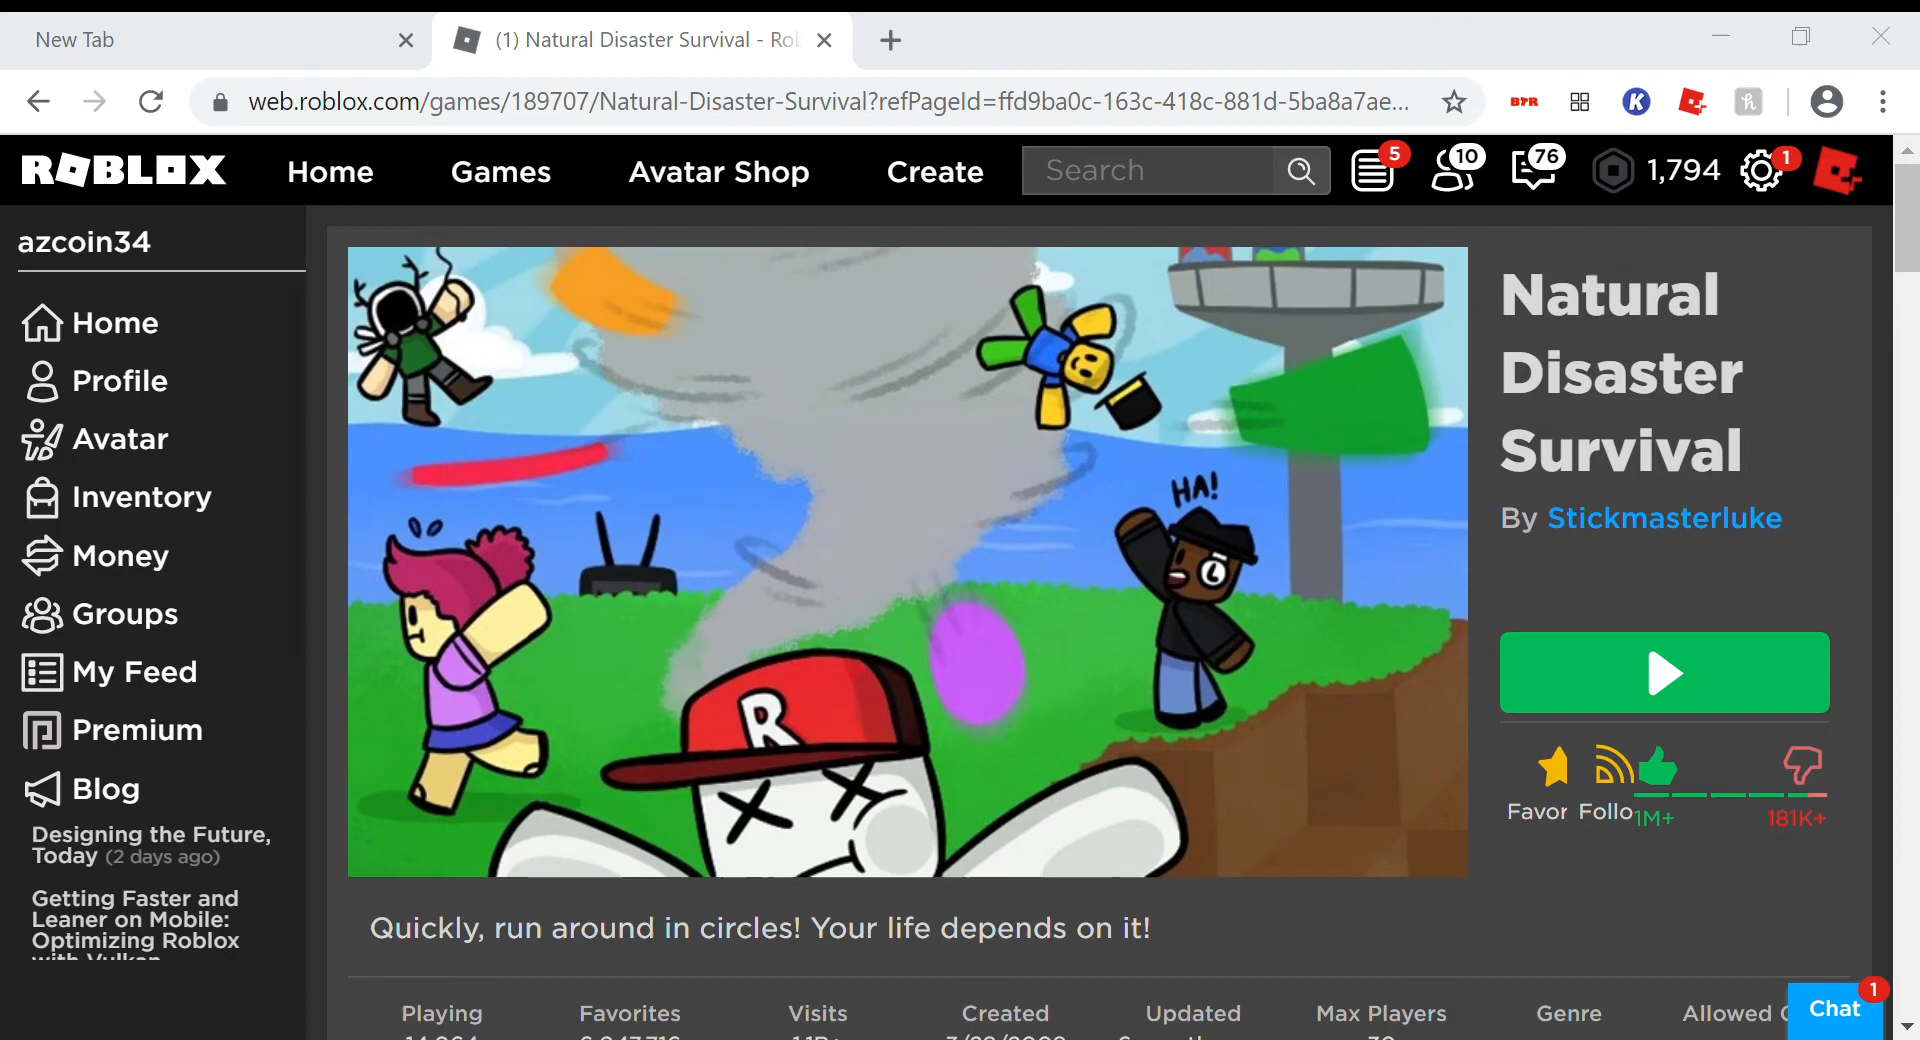 New Tab
(1) Natural Disaster Survival - Rob
web.roblox.com/games/189707/Natural-Disaster-Survival?refPageId=ffd9ba0c-163c-418c-881d-5ba8a7ae...
BTR
K
h
ROBLOX
Home
Games
Avatar Shop
Create
Search
5
10
76
1,794
1
azcoin34
Home
Profile
Avatar
Inventory
Money
Groups
My Feed
Premium
Blog
Designing the Future,
Today (2 days ago)
Getting Faster and
Leaner on Mobile:
Optimizing Roblox
with Vulkan
HA!
R
Natural
Disaster
Survival
By Stickmasterluke
Favor
Follo
1M+
181K+
Quickly, run around in circles! Your life depends on it!
Playing
Favorites
Visits
Created
Updated
Max Players
Genre
Allowed
Chat
1